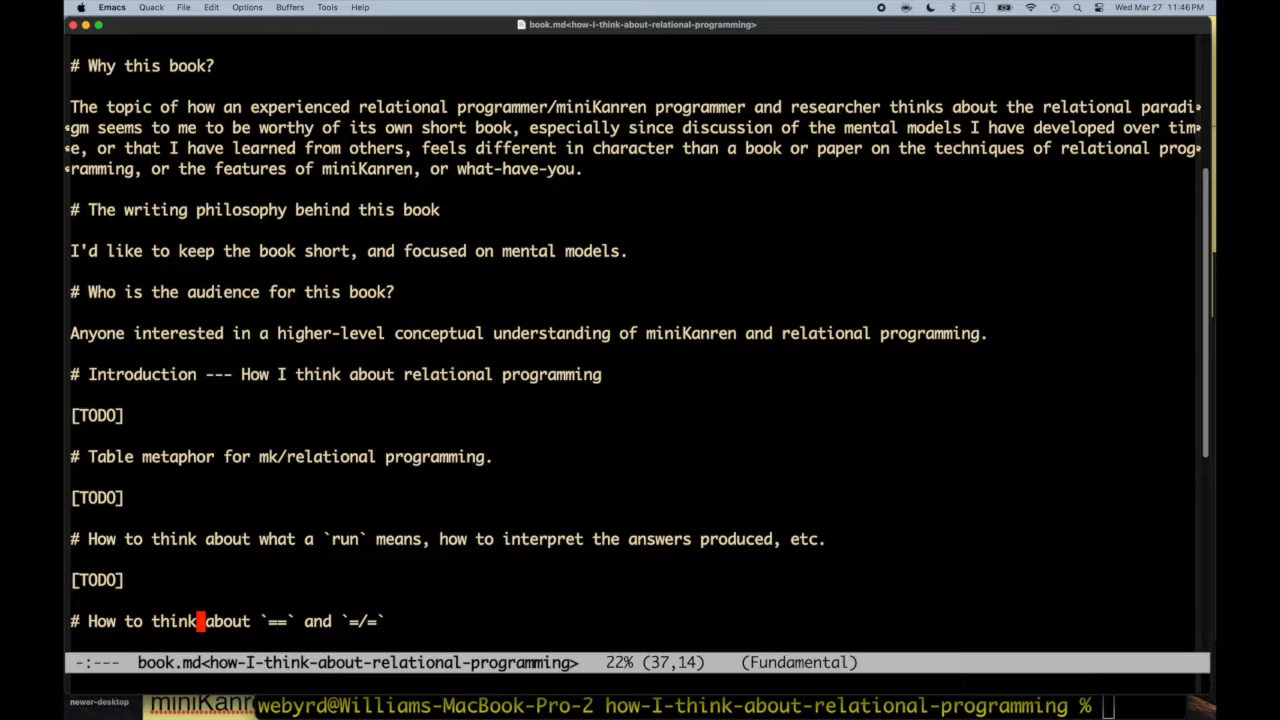 Emacs Quack File Edit Options Buffers Tools Help A Wed Mar 27 11:46 PM
book.md<how-I-think-about-relational-programming>
# Why this book?
The topic of how an experienced relational programmer/miniKanren programmer and researcher thinks about the relational paradi
gm seems to me to be worthy of its own short book, especially since discussion of the mental models I have developed over tim
e, or that I have learned from others, feels different in character than a book or paper on the techniques of relational prog
ramming, or the features of miniKanren, or what-have-you.
# The writing philosophy behind this book
I'd like to keep the book short, and focused on mental models.
# Who is the audience for this book?
Anyone interested in a higher-level conceptual understanding of miniKanren and relational programming.
# Introduction --- How I think about relational programming
[TODO]
# Table metaphor for mk/relational programming.
[TODO]
# How to think about what a `run` means, how to interpret the answers produced, etc.
[TODO]
# How to think about `==` and `=/=`
-:--- book.md<how-I-think-about-relational-programming> 22% (37,14) (Fundamental)
newer-desktop miniKanr webyrd@Williams-MacBook-Pro-2 how-I-think-about-relational-programming %